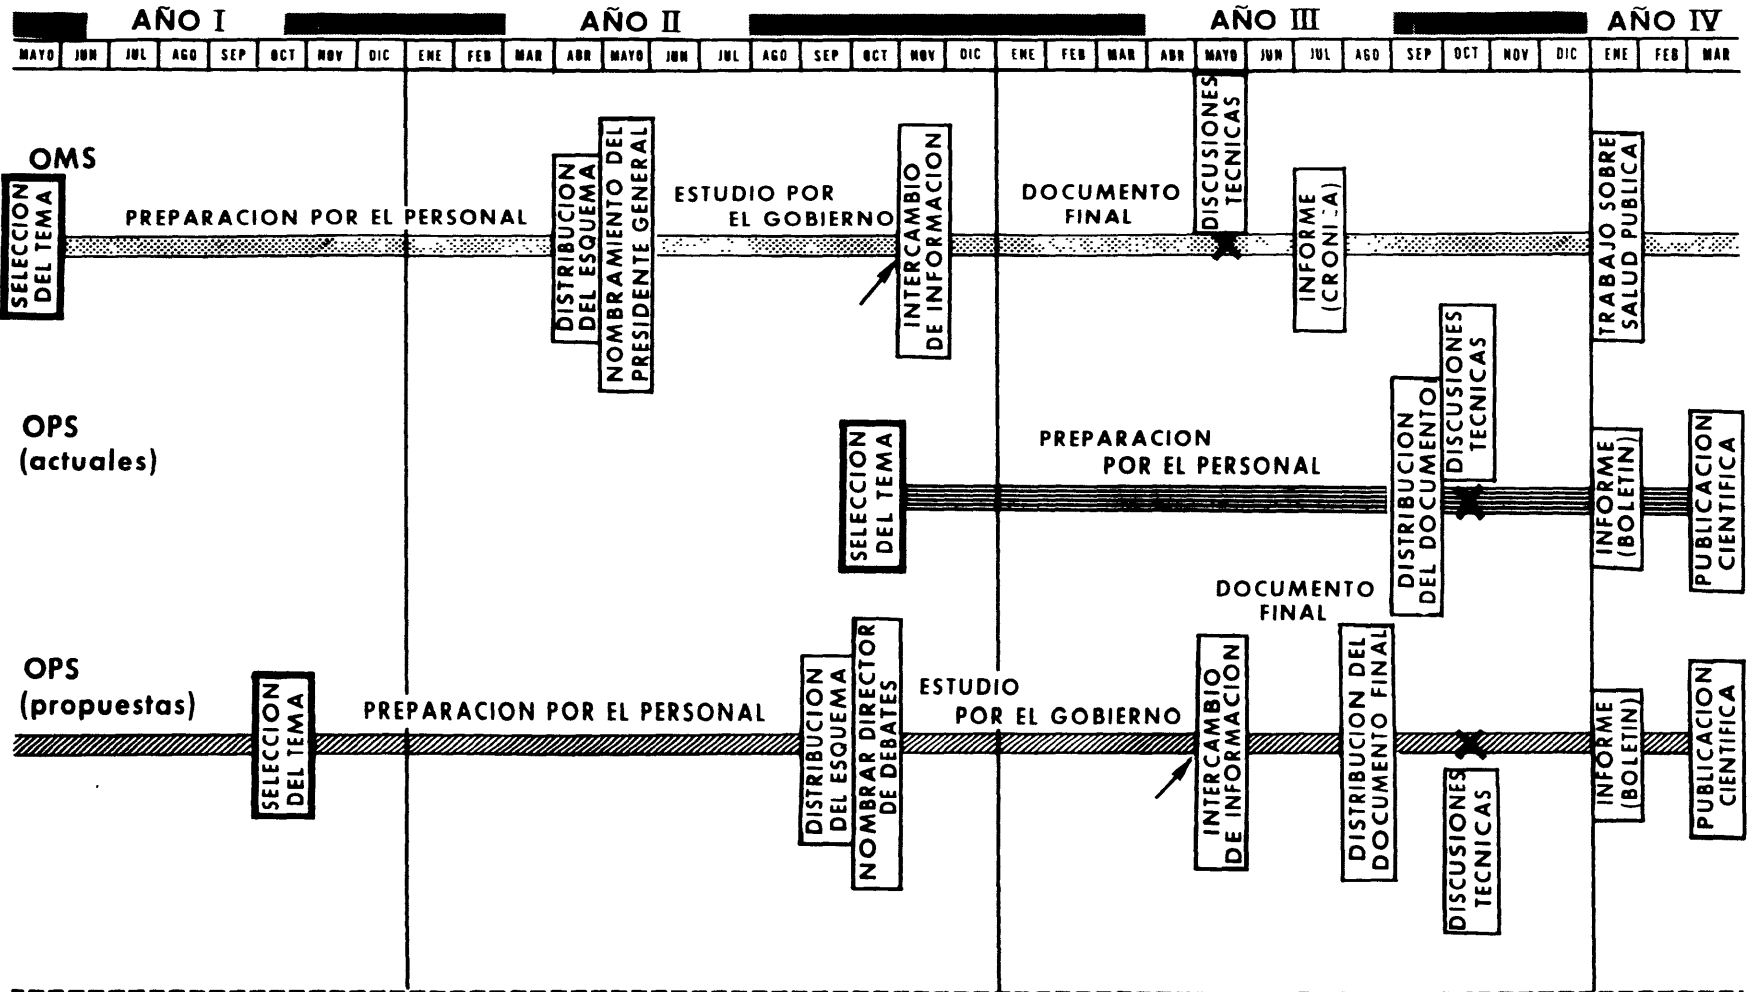 AÑO I AÑO II AÑO III AÑO IV
MAYO JUN JUL AGO SEP OCT NOV DIC ENE FEB MAR ABR MAYO JUN JUL AGO SEP OCT NOV DIC ENE FEB MAR ABR MAYO JUN JUL AGO SEP OCT NOV DIC ENE FEB MAR
OMS
SELECCION
DEL TEMA
PREPARACION POR EL PERSONAL
DISTRIBUCION
DEL ESQUEMA
NOMBRAMIENTO DEL
PRESIDENTE GENERAL
ESTUDIO POR
EL GOBIERNO
INTERCAMBIO
DE INFORMACION
DOCUMENTO
FINAL
DISCUSIONES
TECNICAS
INFORME
TRABAJO SOBRE
SALUD PUBLICA
OPS
(actuales)
SELECCION
DEL TEMA
PREPARACION
POR EL PERSONAL
DISTRIBUCION
DEL DOCUMENTO
DISCUSIONES
TECNICAS
INFORME
(BOLETIN)
PUBLICACION
CIENTIFICA
OPS
(propuestas)
SELECCION
DEL TEMA
PREPARACION POR EL PERSONAL
DISTRIBUCION
DEL ESQUEMA
NOMBRAR DIRECTOR
DE DEBATES
ESTUDIO
POR EL GOBIERNO
INTERCAMBIO
DE INFORMACION
DOCUMENTO
FINAL
DISTRIBUCION DEL
DOCUMENTO FINAL
DISCUSIONES
TECNICAS
INFORME
(BOLETIN)
PUBLICACION
CIENTIFICA